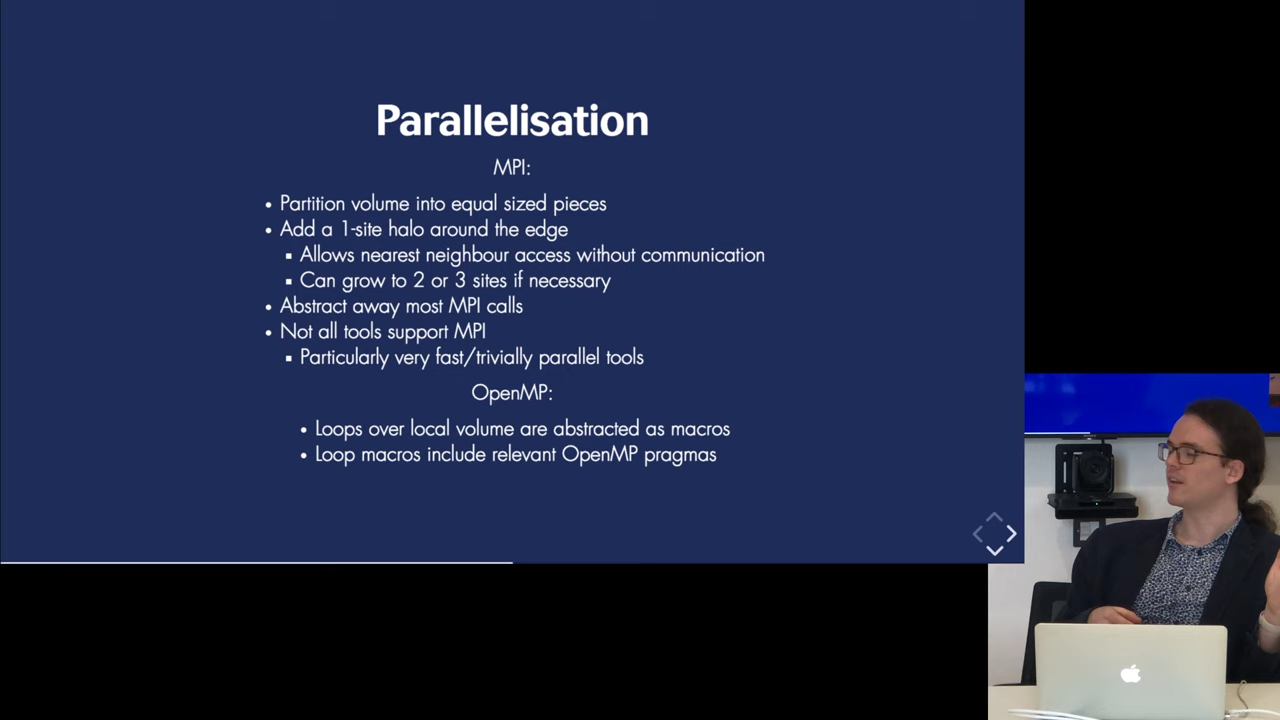 Parallelisation
MPI:
• Partition volume into equal sized pieces
• Add a 1-site halo around the edge
▪ Allows nearest neighbour access without communication
▪ Can grow to 2 or 3 sites if necessary
• Abstract away most MPI calls
• Not all tools support MPI
▪ Particularly very fast/trivially parallel tools
OpenMP:
• Loops over local volume are abstracted as macros
• Loop macros include relevant OpenMP pragmas